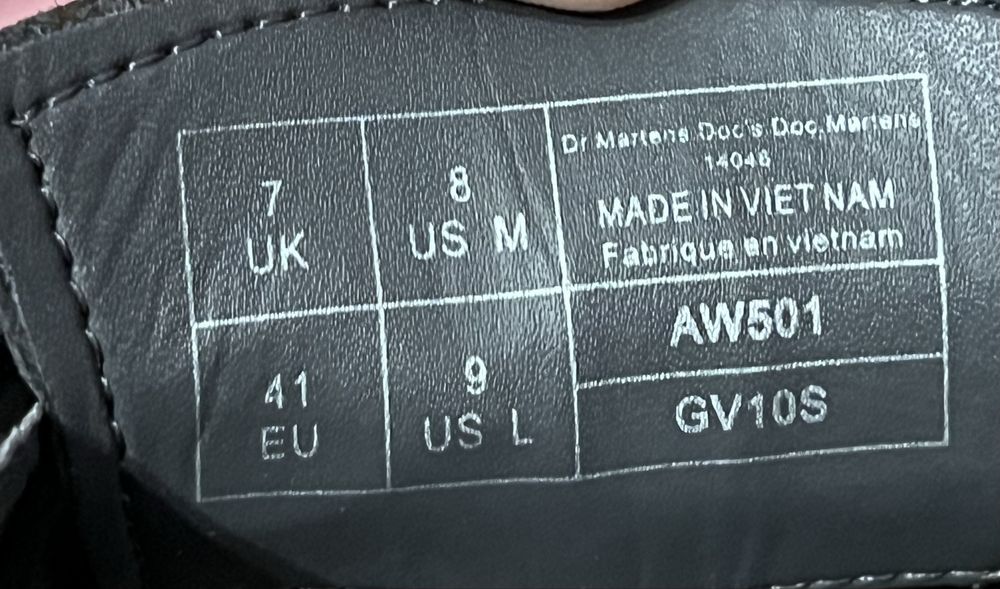 7
UK
8
US M
41
EU
9
US L
Dr Martens Doc's Doc Martens
14046
MADE IN VIET NAM
Fabrique en vietnam
AW501
GV10S